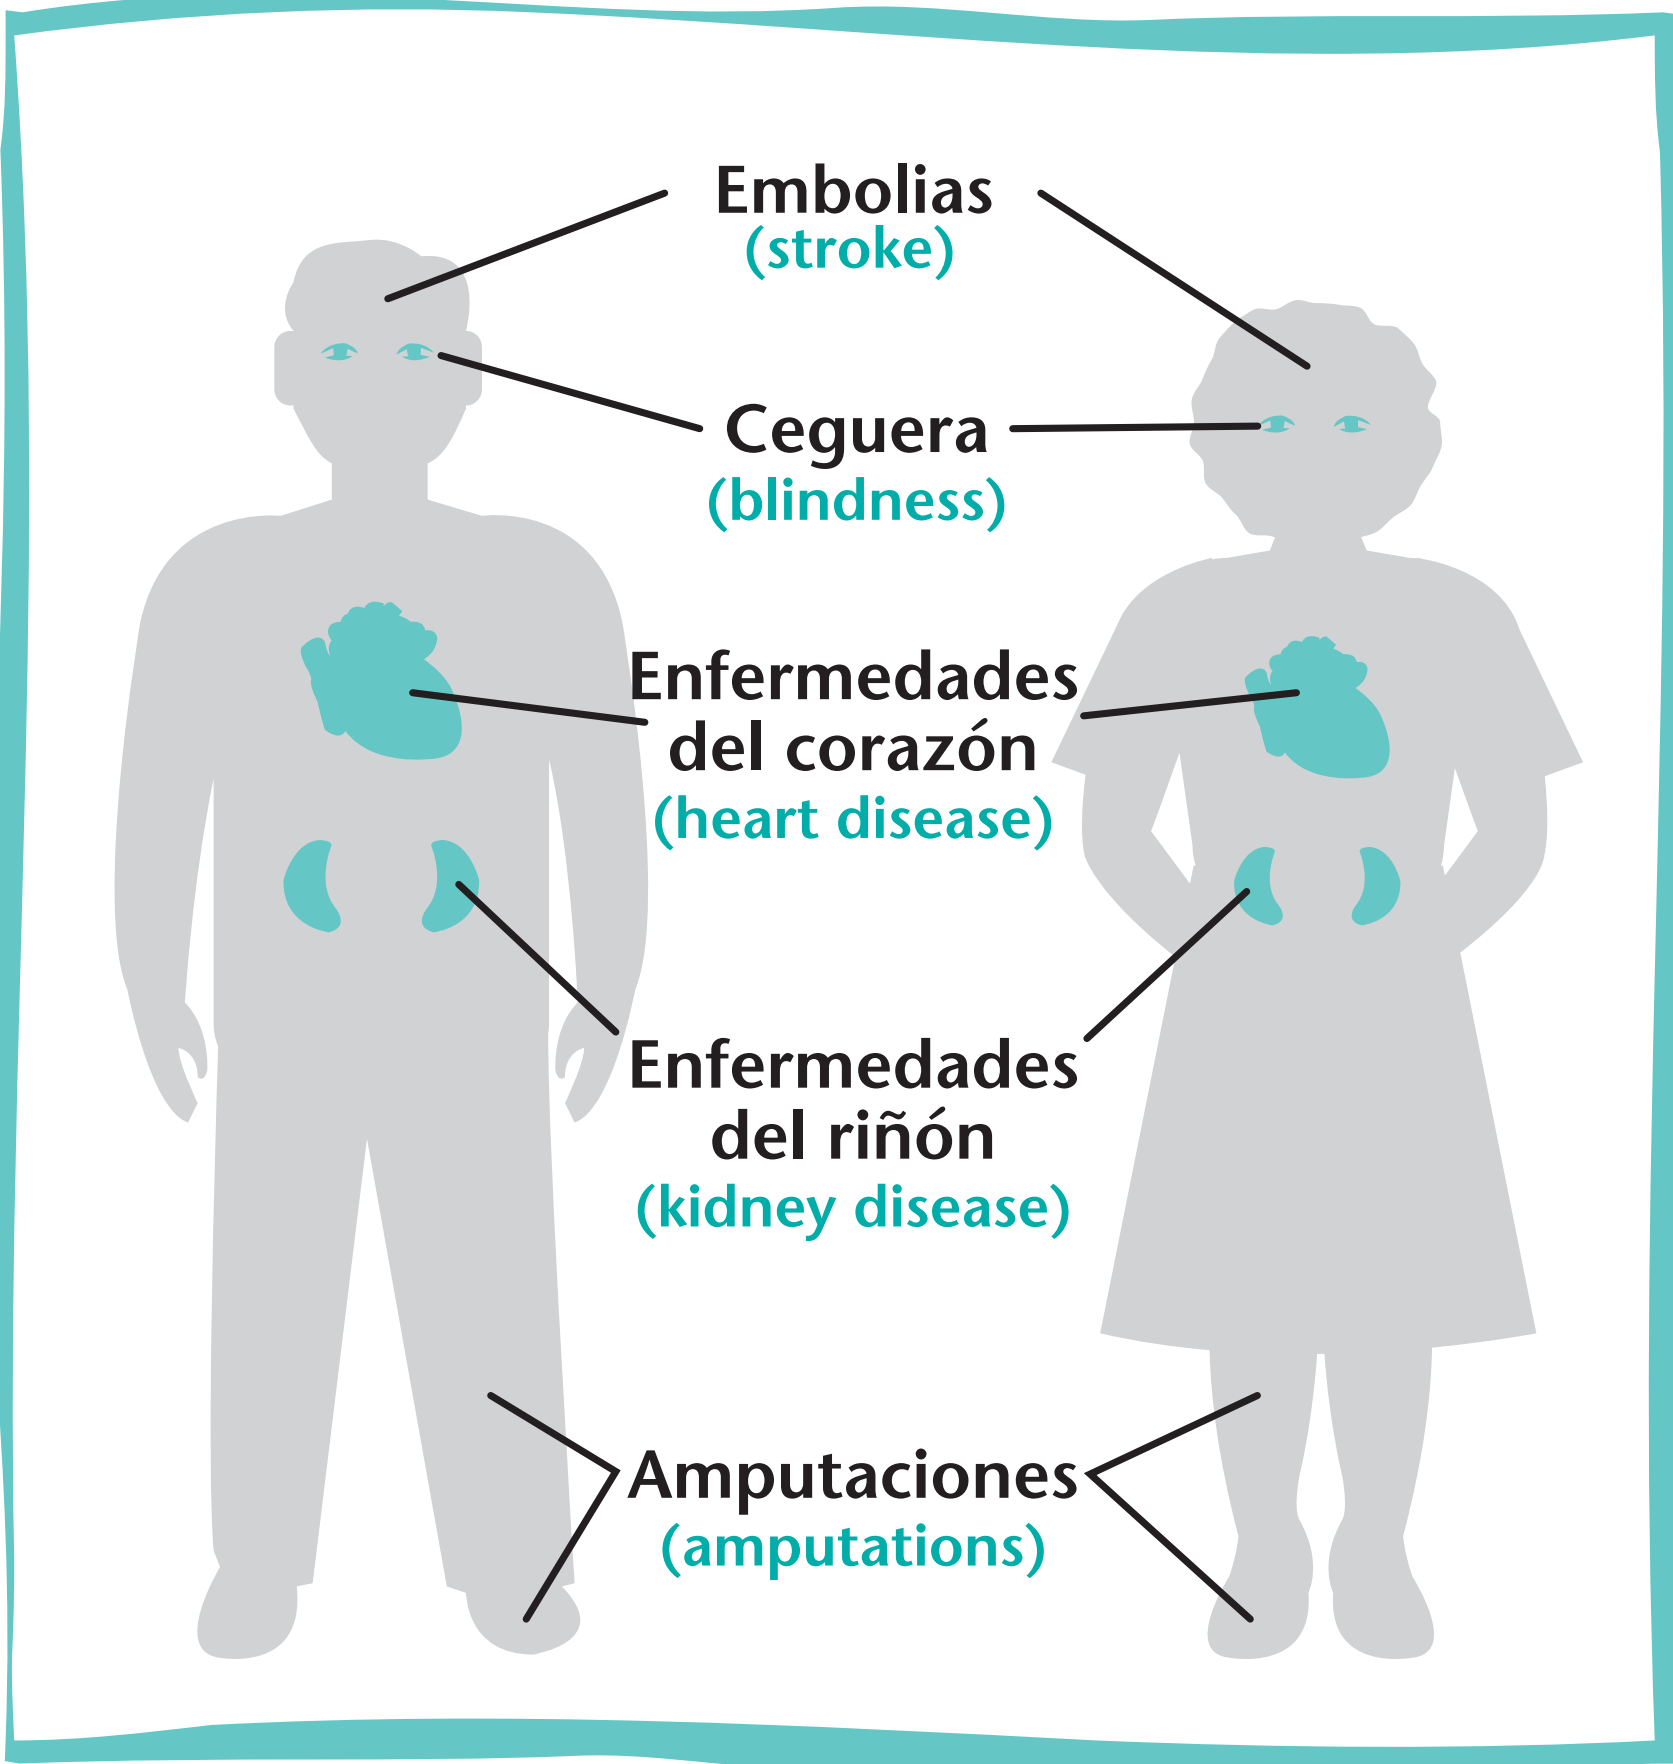 Embolias
(stroke)
Ceguera
(blindness)
Enfermedades
del corazón
(heart disease)
Enfermedades
del riñón
(kidney disease)
Amputaciones
(amputations)